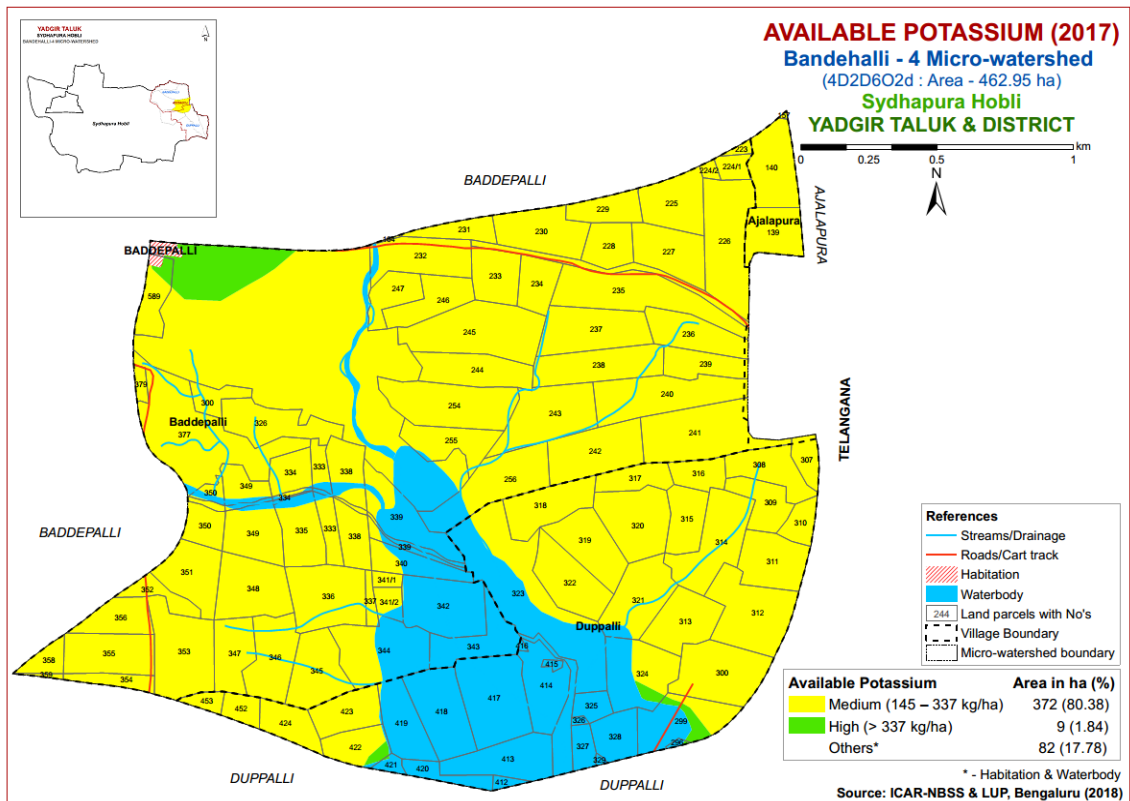 YADGIR TALUK
SYDHAPURA HOBLI
BANDEHALLI-4 MICRO-WATERSHED
N
Sydhapura Hobli
AVAILABLE POTASSIUM (2017)
Bandehalli - 4 Micro-watershed
(4D2D6O2d : Area - 462.95 ha)
Sydhapura Hobli
YADGIR TALUK & DISTRICT
km
0 0.25 0.5 1
N
BADDEPALLI
AJALAPURA
223
224/2 224/1 140
229 225
231 230
Ajalapura
139
184 228 227 226
BADDEPALLI
232
233 234 235
589 247 246
245 237 236
244 238 239
379
300 254 243 240
Baddepalli 326
377 255 241
TELANGANA
334 333 338 242
349 256 317 316 308 307
350 334 318 309
339 320 315 310
350 349 335 333 338 319 314
BADDEPALLI
339
340 311
351 341/1 322
352 348 336 337 341/2 323 321 312
356 342 313
Duppalli
353 347 346 344 343 416
358 355 345 415 324 300
359 354 414
453 452 424 423 419 418 417 325 299
326
422 327 328 296
421 420 413 329
412
DUPPALLI
DUPPALLI
References
Streams/Drainage
Roads/Cart track
Habitation
Waterbody
244 Land parcels with No's
Village Boundary
Micro-watershed boundary
Available Potassium Area in ha (%)
Medium (145 – 337 kg/ha) 372 (80.38)
High (> 337 kg/ha) 9 (1.84)
Others* 82 (17.78)
* - Habitation & Waterbody
Source: ICAR-NBSS & LUP, Bengaluru (2018)